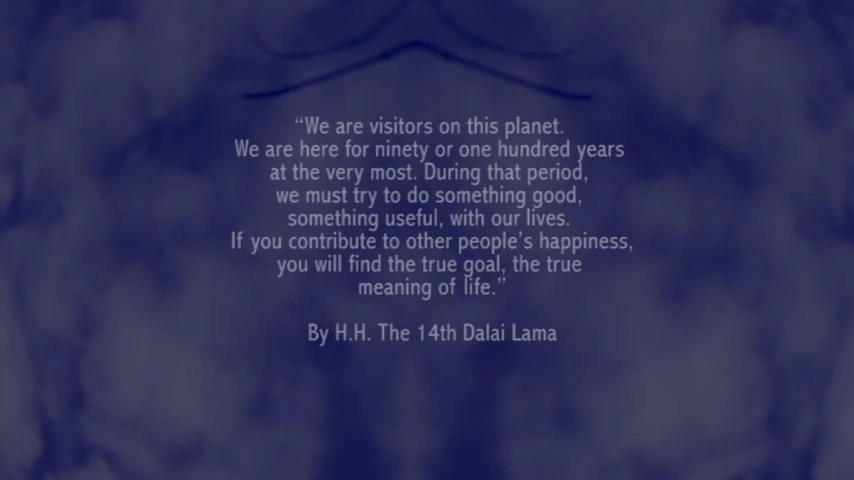 “We are visitors on this planet.
We are here for ninety or one hundred years
at the very most. During that period,
we must try to do something good,
something useful, with our lives.
If you contribute to other people’s happiness,
you will find the true goal, the true
meaning of life.”
By H.H. The 14th Dalai Lama